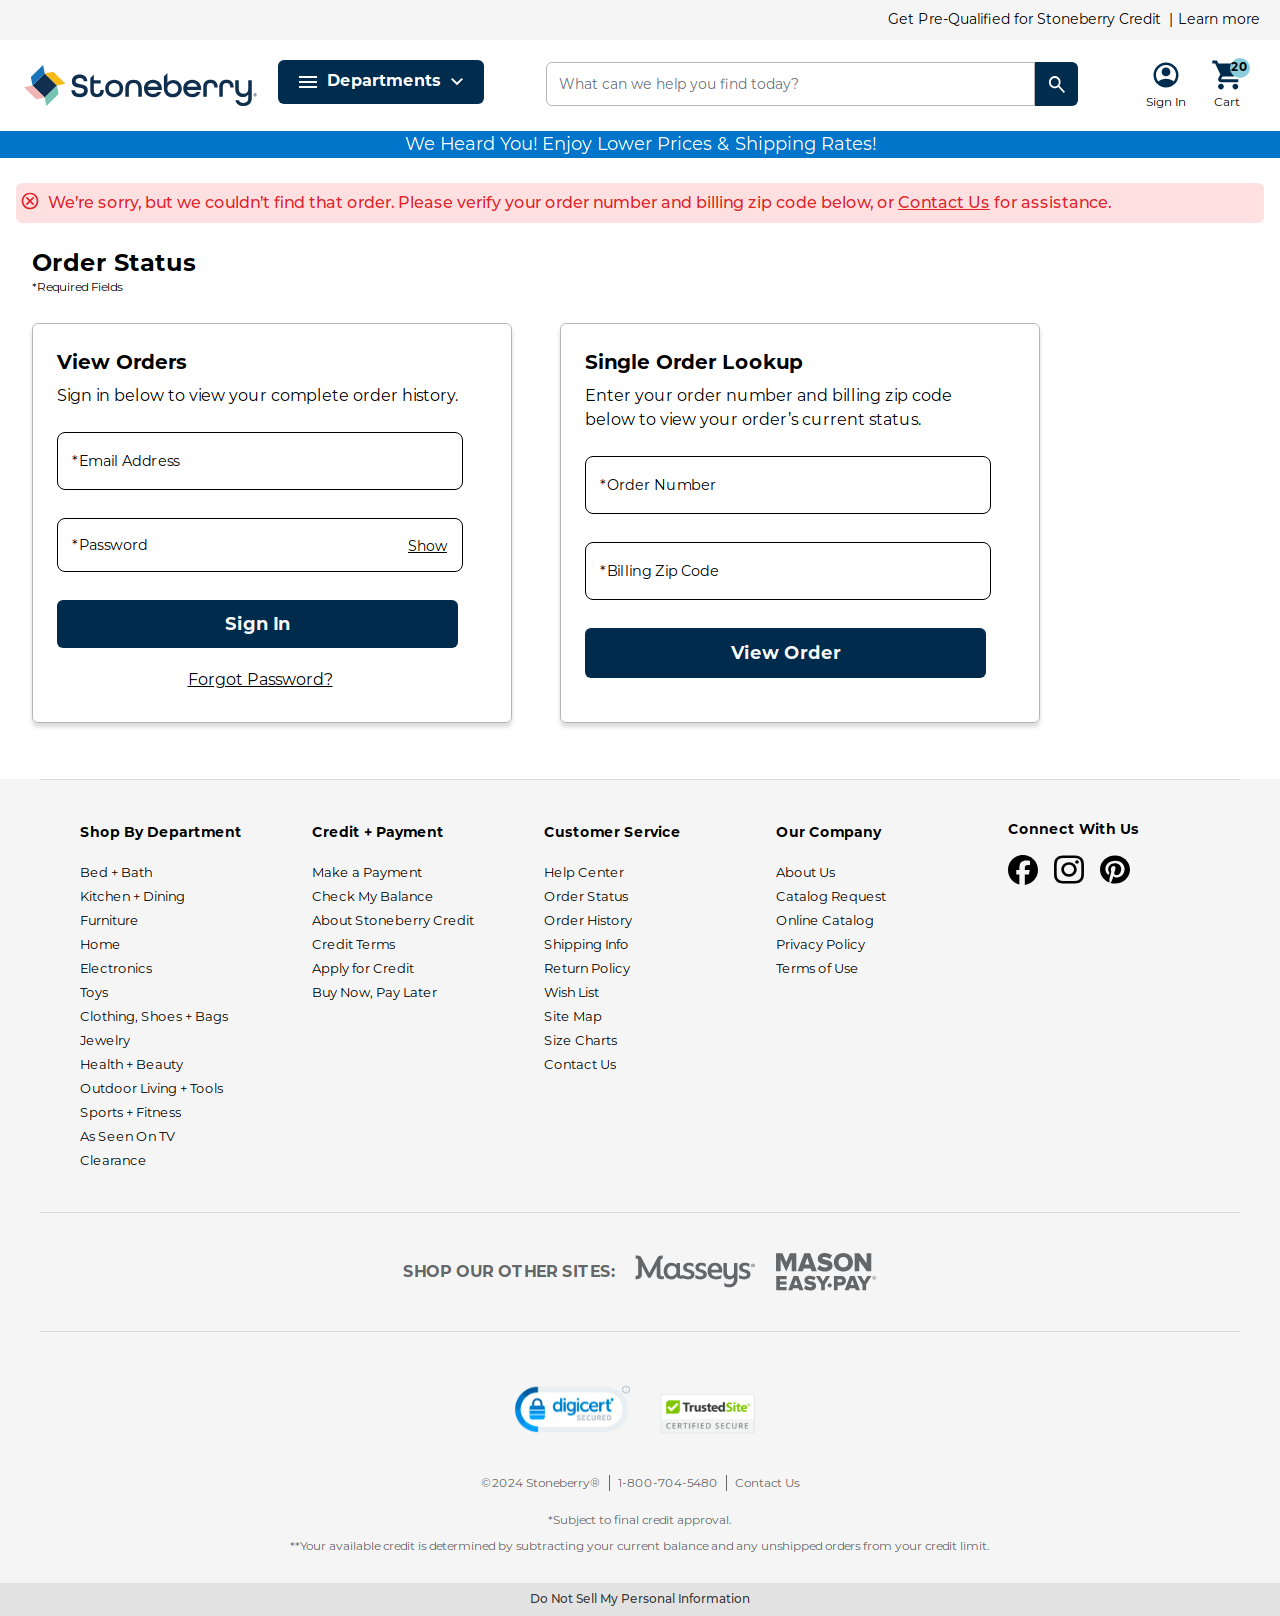 Get Pre-Qualified for Stoneberry Credit | Learn more
Stoneberry®
Departments
What can we help you find today?
Sign In
20
Cart
We Heard You! Enjoy Lower Prices & Shipping Rates!
We’re sorry, but we couldn’t find that order. Please verify your order number and billing zip code below, or Contact Us for assistance.
Order Status
*Required Fields
View Orders
Sign in below to view your complete order history.
*Email Address
*Password
Show
Sign In
Forgot Password?
Single Order Lookup
Enter your order number and billing zip code
below to view your order’s current status.
*Order Number
*Billing Zip Code
View Order
Shop By Department
Bed + Bath
Kitchen + Dining
Furniture
Home
Electronics
Toys
Clothing, Shoes + Bags
Jewelry
Health + Beauty
Outdoor Living + Tools
Sports + Fitness
As Seen On TV
Clearance
Credit + Payment
Make a Payment
Check My Balance
About Stoneberry Credit
Credit Terms
Apply for Credit
Buy Now, Pay Later
Customer Service
Help Center
Order Status
Order History
Shipping Info
Return Policy
Wish List
Site Map
Size Charts
Contact Us
Our Company
About Us
Catalog Request
Online Catalog
Privacy Policy
Terms of Use
Connect With Us
SHOP OUR OTHER SITES:
Masseys®
MASON
EASY•PAY®
digicert
SECURED
TrustedSite
CERTIFIED SECURE
©2024 Stoneberry® | 1-800-704-5480 | Contact Us
*Subject to final credit approval.
**Your available credit is determined by subtracting your current balance and any unshipped orders from your credit limit.
Do Not Sell My Personal Information